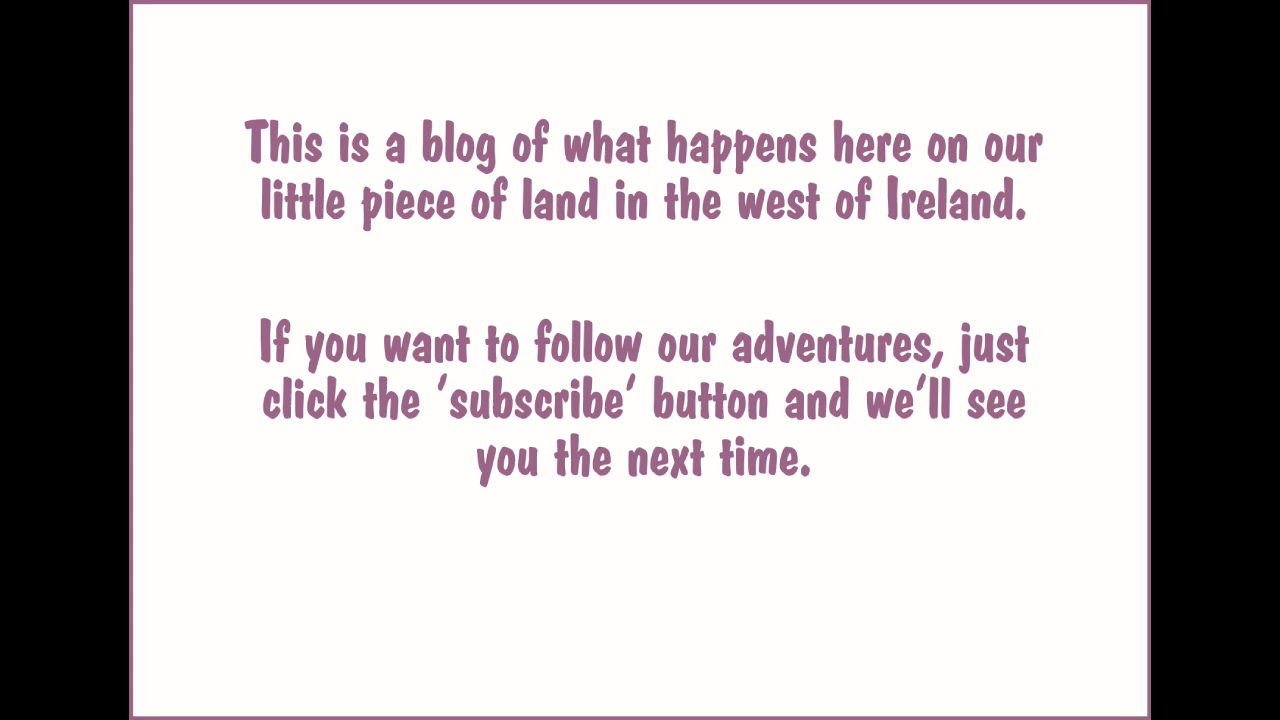 This is a blog of what happens here on our
little piece of land in the west of Ireland.
If you want to follow our adventures, just
click the ‘subscribe’ button and we’ll see
you the next time.